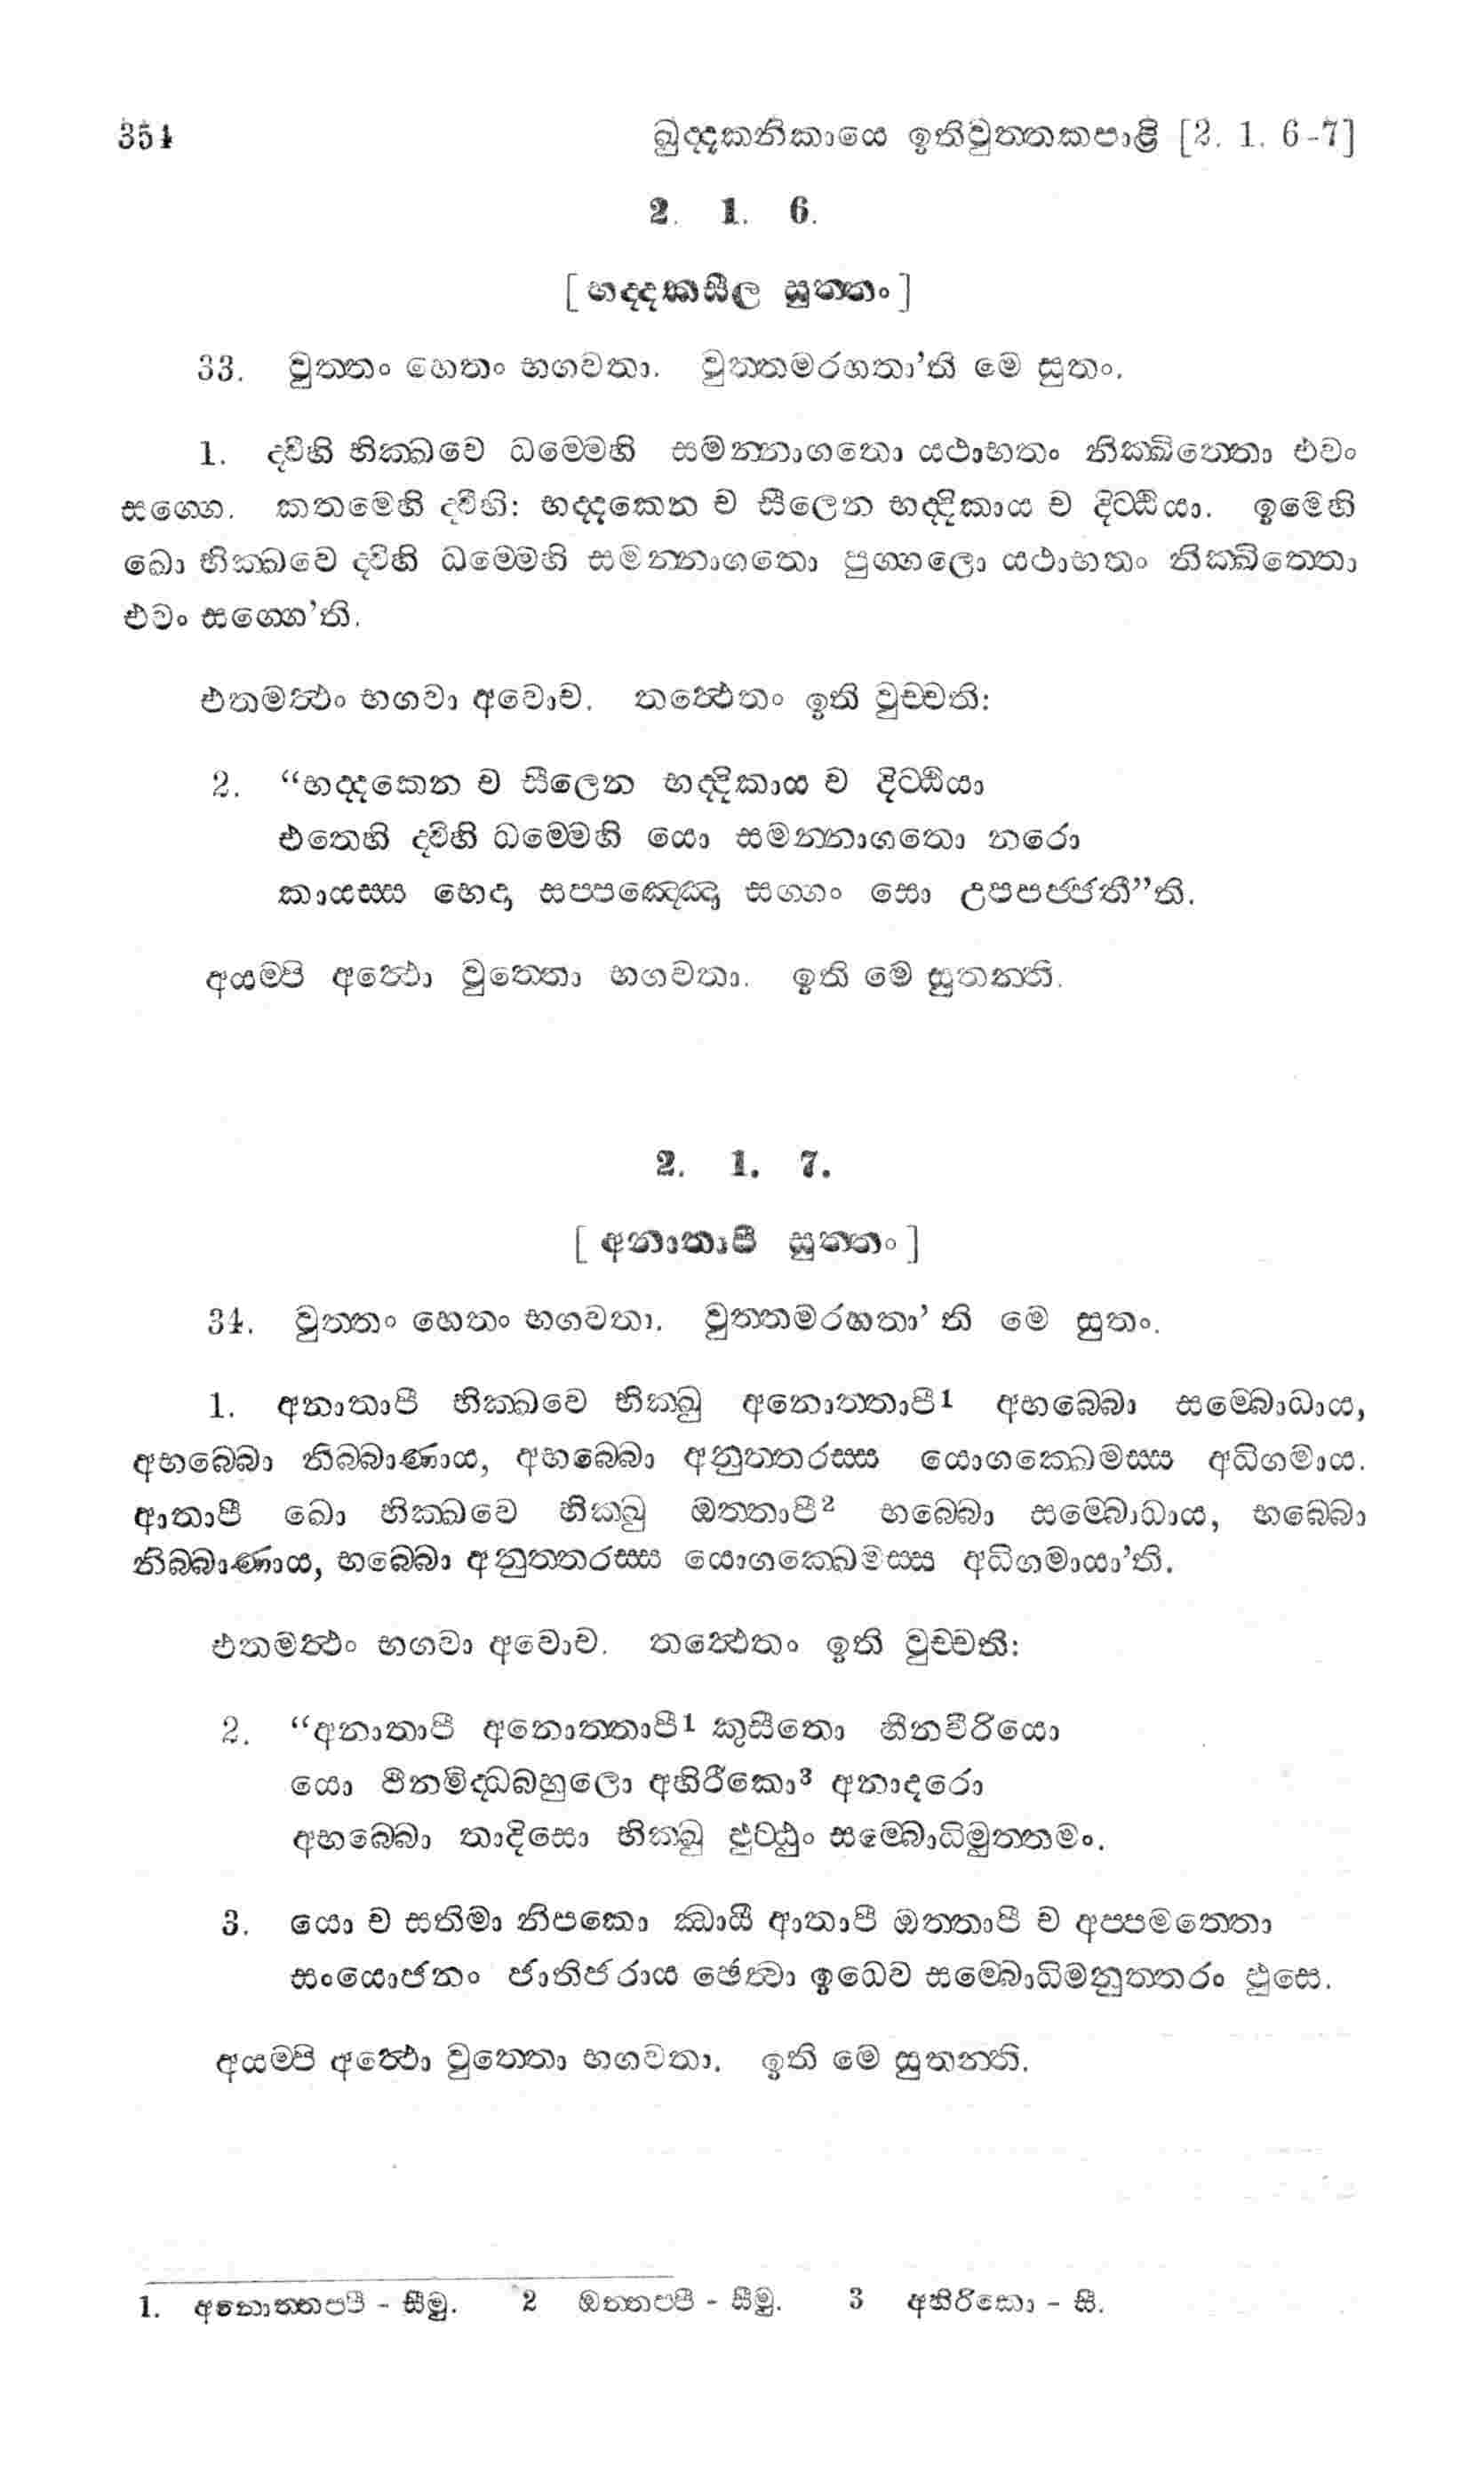 354 ඛුද්දකනිකායෙ ඉතිවුත්තකපාළි [2. 1. 6-7]
2. 1. 6.
[භද්දකසීල සුත්තං]
33. වුත්තං හෙතං භගවතා. වුත්තමරහතා’ති මෙ සුතං.
1. ද්වීහි භික්ඛවෙ ධම්මෙහි සමන්නාගතො යථාභතං නික්ඛිත්තො එවං
සග්ගෙ. කතමෙහි ද්වීහි: භද්දකෙන ච සීලෙන භද්දිකාය ච දිට්ඨියා. ඉමෙහි
ඛො භික්ඛවෙ ද්වීහි ධම්මෙහි සමන්නාගතො පුග්ගලො යථාභතං නික්ඛිත්තො
එවං සග්ගෙ’ති.
එතමත්ථං භගවා අවොච. තත්ථෙතං ඉති වුච්චති:
2. “භද්දකෙන ච සීලෙන භද්දිකාය ච දිට්ඨියා
එතෙහි ද්වීහි ධම්මෙහි යො සමන්නාගතො නරො
කායස්ස භෙදා සප්පඤ්ඤො සග්ගං සො උපපජ්ජතී”ති.
අයම්පි අත්ථො වුත්තො භගවතා. ඉති මෙ සුතන්ති.
2. 1. 7.
[අනාතාපී සුත්තං]
34. වුත්තං හෙතං භගවතා. වුත්තමරහතා’ ති මෙ සුතං.
1. අනාතාපී භික්ඛවෙ භික්ඛු අනොත්තාපී1 අභබ්බො සම්බොධාය,
අභබ්බො නිබ්බාණාය, අභබ්බො අනුත්තරස්ස යොගක්ඛෙමස්ස අධිගමාය.
ආතාපී ඛො භික්ඛවෙ භික්ඛු ඔත්තාපී2 භබ්බො සම්බොධාය, භබ්බො
නිබ්බාණාය, භබ්බො අනුත්තරස්ස යොගක්ඛෙමස්ස අධිගමායා’ති.
එතමත්ථං භගවා අවොච. තත්ථෙතං ඉති වුච්චති:
2. “අනාතාපී අනොත්තාපී1 කුසීතො හීනවීරියො
යො ථීනමිද්ධබහුලො අහිරීකො3 අනාදරො
අභබ්බො තාදිසො භික්ඛු ඵුට්ඨුං සම්බොධිමුත්තමං.
3. යො ච සතිමා නිපකො ඣායී ආතාපී ඔත්තාපී ච අප්පමත්තො
සංයොජනං ජාතිජරාය ඡෙත්වා ඉධෙව සම්බොධිමනුත්තරං ඵුසෙ.
අයම්පි අත්ථො වුත්තො භගවතා. ඉති මෙ සුතන්ති.
1. අනොත්තප්පී - සීමු. 2 ඔත්තප්පී - සීමු. 3 අහිරිකො - සී.